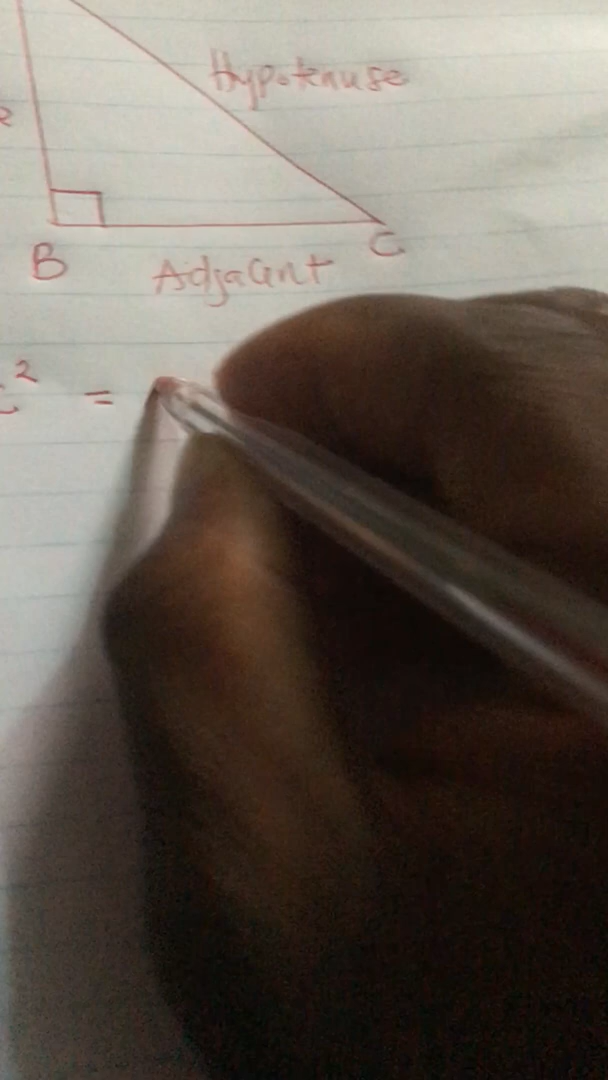 Hypotenuse
B
C
Adjacent
² =